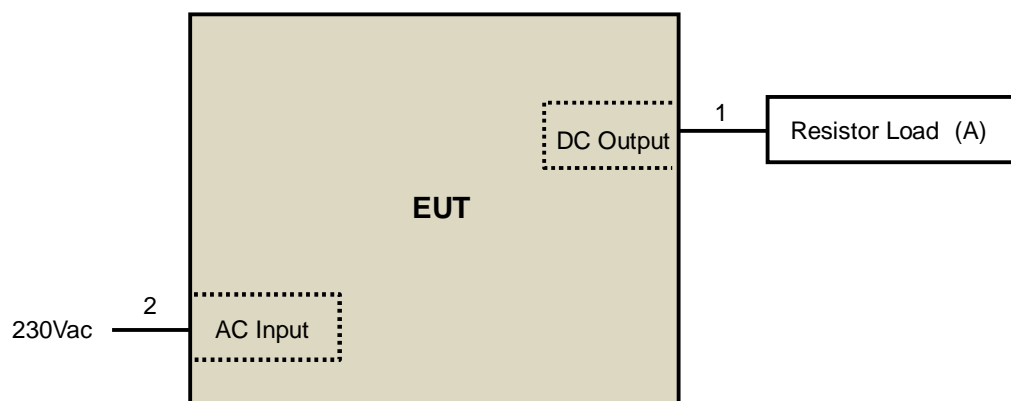 1
Resistor Load (A)
DC Output
EUT
2
230Vac
AC Input